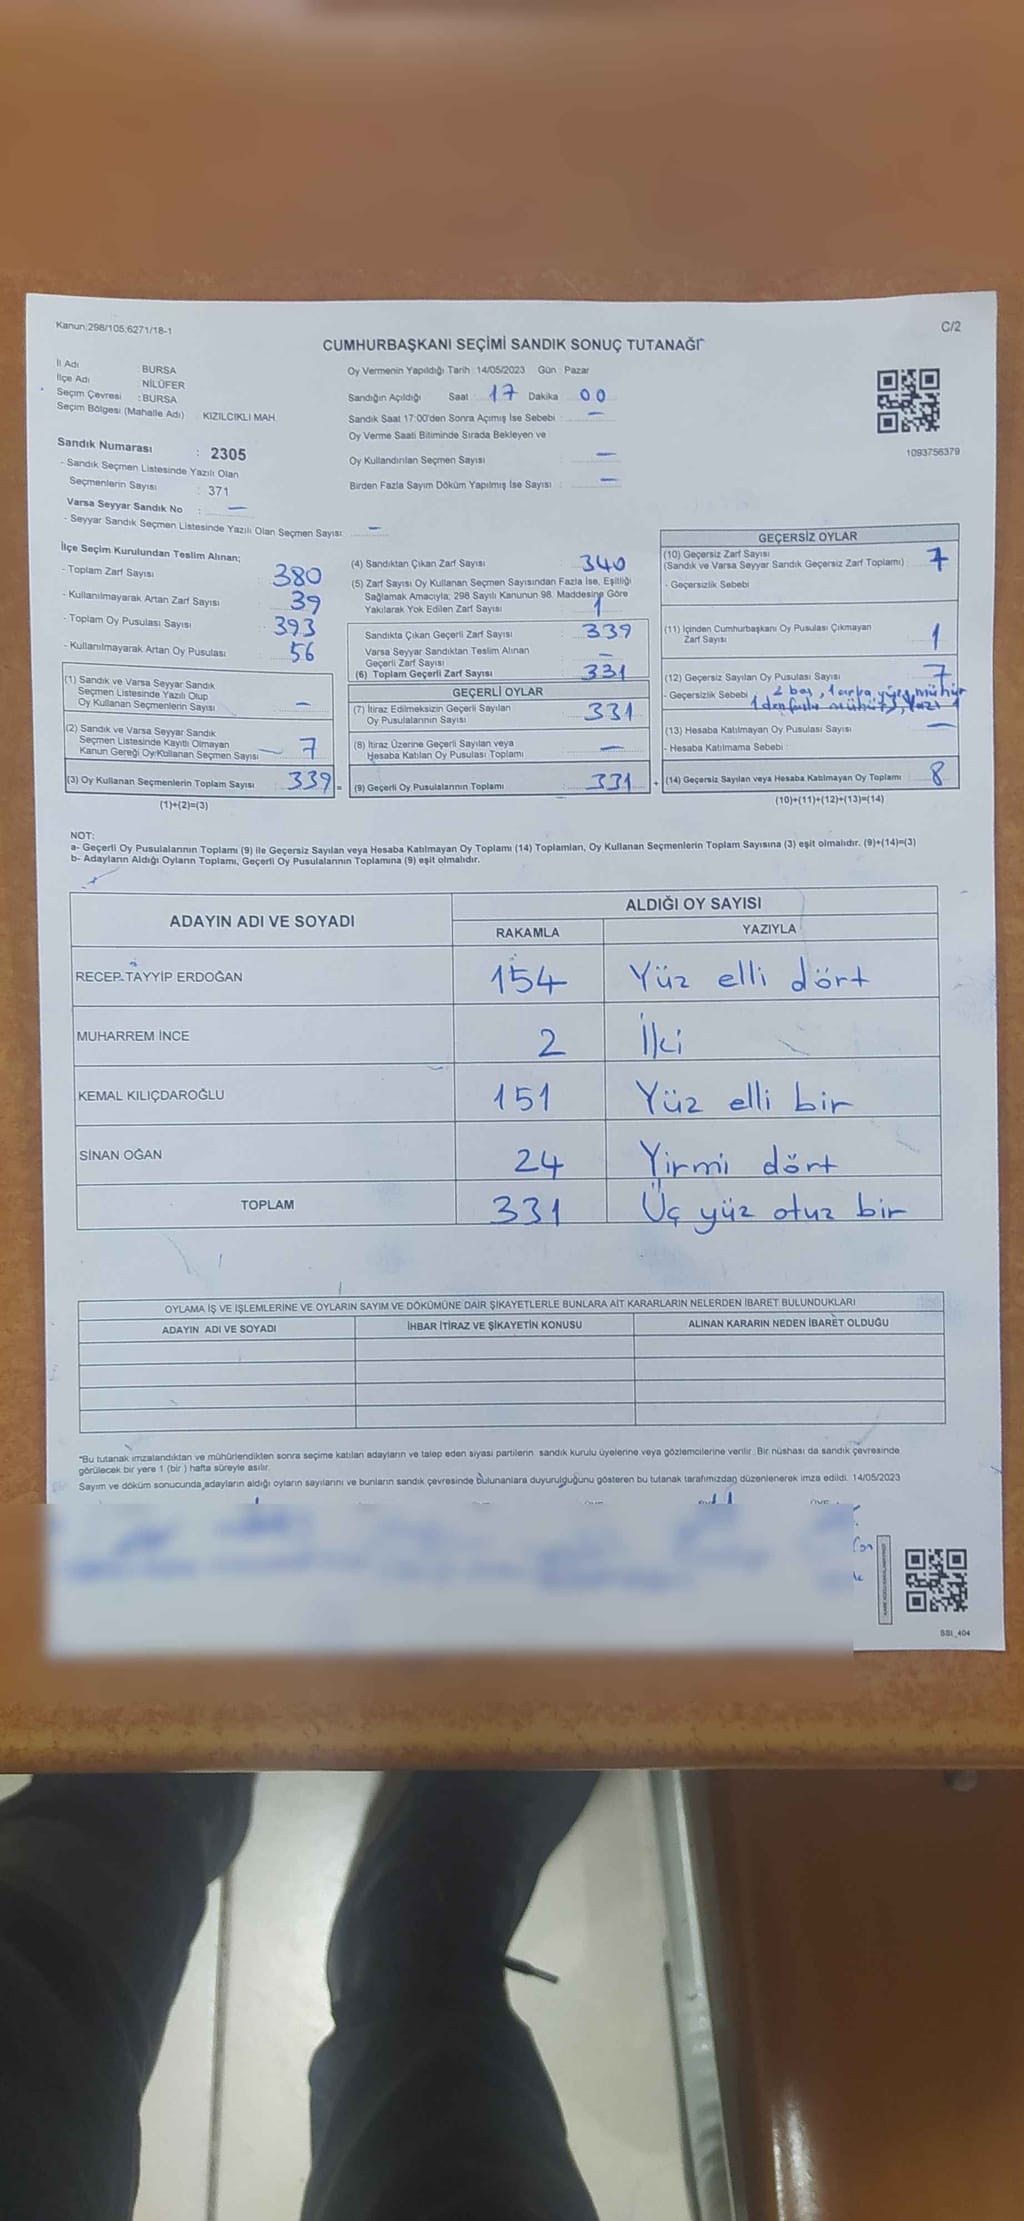 Kanun;298/105;6271/18-1
C/2
CUMHURBAŞKANI SEÇİMİ SANDIK SONUÇ TUTANAĞI
İl Adı : BURSA
İlçe Adı : NİLÜFER
Seçim Çevresi : BURSA
Seçim Bölgesi (Mahalle Adı) KIZILCIKLI MAH.
Sandık Numarası : 2305
- Sandık Seçmen Listesinde Yazılı Olan
Seçmenlerin Sayısı : 371
Varsa Seyyar Sandık No : —
- Seyyar Sandık Seçmen Listesinde Yazılı Olan Seçmen Sayısı: —
Oy Vermenin Yapıldığı Tarih : 14/05/2023 Gün : Pazar
Sandığın Açıldığı Saat 17 Dakika 00
Sandık Saat 17:00'den Sonra Açımış İse Sebebi : —
Oy Verme Saati Bitiminde Sırada Bekleyen ve
Oy Kullandırılan Seçmen Sayısı —
Birden Fazla Sayım Döküm Yapılmış İse Sayısı : —
1093756379
İlçe Seçim Kurulundan Teslim Alınan;
- Toplam Zarf Sayısı : 380
- Kullanılmayarak Artan Zarf Sayısı : 39
- Toplam Oy Pusulası Sayısı : 393
- Kullanılmayarak Artan Oy Pusulası : 56
(1) Sandık ve Varsa Seyyar Sandık
Seçmen Listesinde Yazılı Olup
Oy Kullanan Seçmenlerin Sayısı —
(2) Sandık ve Varsa Seyyar Sandık
Seçmen Listesinde Kayıtlı Olmayan
Kanun Gereği Oy Kullanan Seçmen Sayısı — 7
(3) Oy Kullanan Seçmenlerin Toplam Sayısı 339 =
(1)+(2)=(3)
(4) Sandıktan Çıkan Zarf Sayısı 340
(5) Zarf Sayısı Oy Kullanan Seçmen Sayısından Fazla İse, Eşitliği
Sağlamak Amacıyla; 298 Sayılı Kanunun 98. Maddesine Göre
Yakılarak Yok Edilen Zarf Sayısı 1
Sandıkta Çıkan Geçerli Zarf Sayısı 339
Varsa Seyyar Sandıktan Teslim Alınan
Geçerli Zarf Sayısı —
(6) Toplam Geçerli Zarf Sayısı 331
GEÇERLİ OYLAR
(7) İtiraz Edilmeksizin Geçerli Sayılan
Oy Pusulalarının Sayısı 331
(8) İtiraz Üzerine Geçerli Sayılan veya
Hesaba Katılan Oy Pusulası Toplamı —
(9) Geçerli Oy Pusulalarının Toplamı 331 +
GEÇERSİZ OYLAR
(10) Geçersiz Zarf Sayısı
(Sandık ve Varsa Seyyar Sandık Geçersiz Zarf Toplamı) 7
- Geçersizlik Sebebi
(11) İçinden Cumhurbaşkanı Oy Pusulası Çıkmayan
Zarf Sayısı 1
(12) Geçersiz Sayılan Oy Pusulası Sayısı 7
- Geçersizlik Sebebi 2 boş, 1 arka yüze mühür
1 den fazla mühür 3, yazı 1
(13) Hesaba Katılmayan Oy Pusulası Sayısı —
- Hesaba Katılmama Sebebi :
(14) Geçersiz Sayılan veya Hesaba Katılmayan Oy Toplamı 8
(10)+(11)+(12)+(13)=(14)
NOT:
a- Geçerli Oy Pusulalarının Toplamı (9) ile Geçersiz Sayılan veya Hesaba Katılmayan Oy Toplamı (14) Toplamları, Oy Kullanan Seçmenlerin Toplam Sayısına (3) eşit olmalıdır. (9)+(14)=(3)
b- Adayların Aldığı Oyların Toplamı, Geçerli Oy Pusulalarının Toplamına (9) eşit olmalıdır.
ADAYIN ADI VE SOYADI ALDIĞI OY SAYISI
RAKAMLA YAZIYLA
RECEP TAYYİP ERDOĞAN 154 Yüz elli dört
MUHARREM İNCE 2 İki
KEMAL KILIÇDAROĞLU 151 Yüz elli bir
SİNAN OĞAN 24 Yirmi dört
TOPLAM 331 Üç yüz otuz bir
OYLAMA İŞ VE İŞLEMLERİNE VE OYLARIN SAYIM VE DÖKÜMÜNE DAİR ŞİKAYETLERLE BUNLARA AİT KARARLARIN NELERDEN İBARET BULUNDUKLARI
ADAYIN ADI VE SOYADI İHBAR İTİRAZ VE ŞİKAYETİN KONUSU ALINAN KARARIN NEDEN İBARET OLDUĞU
"Bu tutanak imzalandıktan ve mühürlendikten sonra seçime katılan adayların ve talep eden siyasi partilerin sandık kurulu üyelerine veya gözlemcilerine verilir. Bir nüshası da sandık çevresinde
görülecek bir yere 1 (bir ) hafta süreyle asılır.
Sayım ve döküm sonucunda adayların aldığı oyların sayılarını ve bunların sandık çevresinde bulunanlara duyurulduğunu gösteren bu tutanak tarafımızdan düzenlenerek imza edildi. 14/05/2023
SSI_404